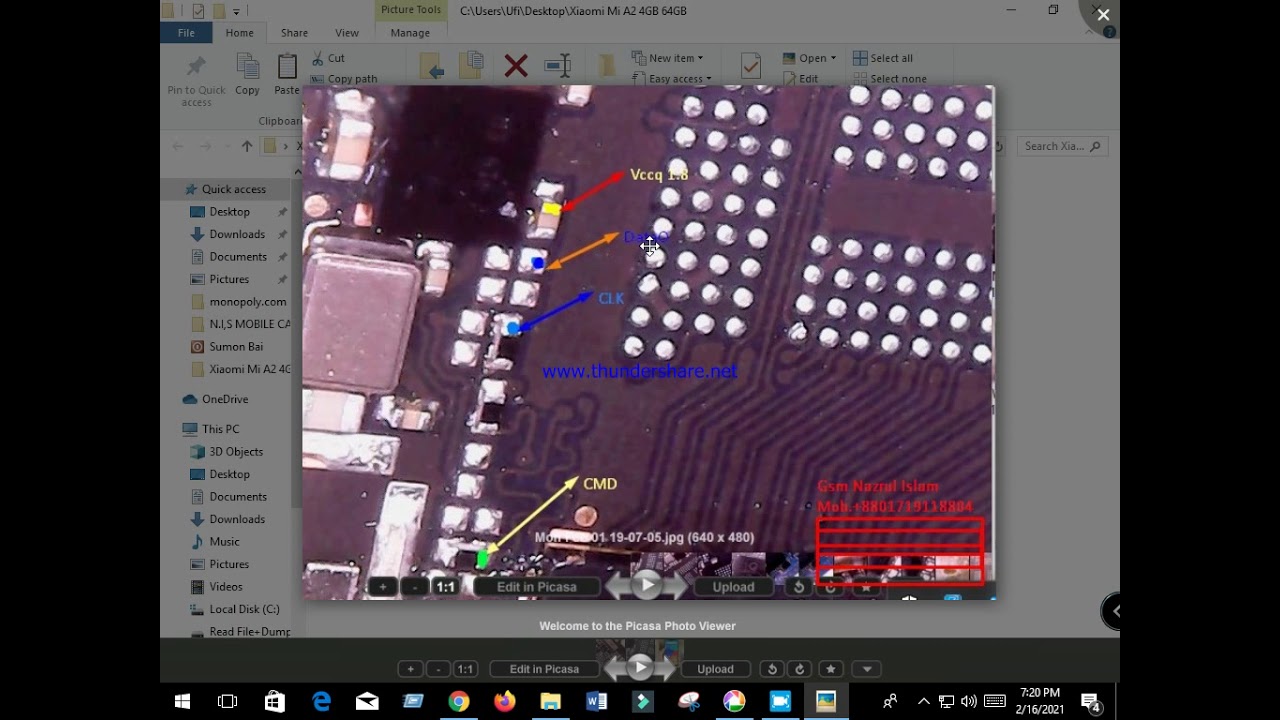 Picture Tools
C:\Users\Ufi\Desktop\Xiaomi Mi A2 4GB 64GB
File
Home
Share
View
Manage
Pin to Quick access
Copy
Paste
Cut
Copy path
New item
Easy access
Open
Edit
Select all
Select none
Clipboard
X
Search Xia...
Quick access
Desktop
Downloads
Documents
Pictures
monopoly.com
N.I,S MOBILE CA
Sumon Bai
Xiaomi Mi A2 4G
OneDrive
This PC
3D Objects
Desktop
Documents
Downloads
Music
Pictures
Videos
Local Disk (C:)
Read File+Dump
Vccq 1.8
CLK
www.thundershare.net
CMD
Gsm Nazrul Islam
Mob.+8801719118804
01 19-07-05.jpg (640 x 480)
+
-
1:1
Edit in Picasa
Upload
Welcome to the Picasa Photo Viewer
+
-
1:1
Edit in Picasa
Upload
7:20 PM
2/16/2021
4